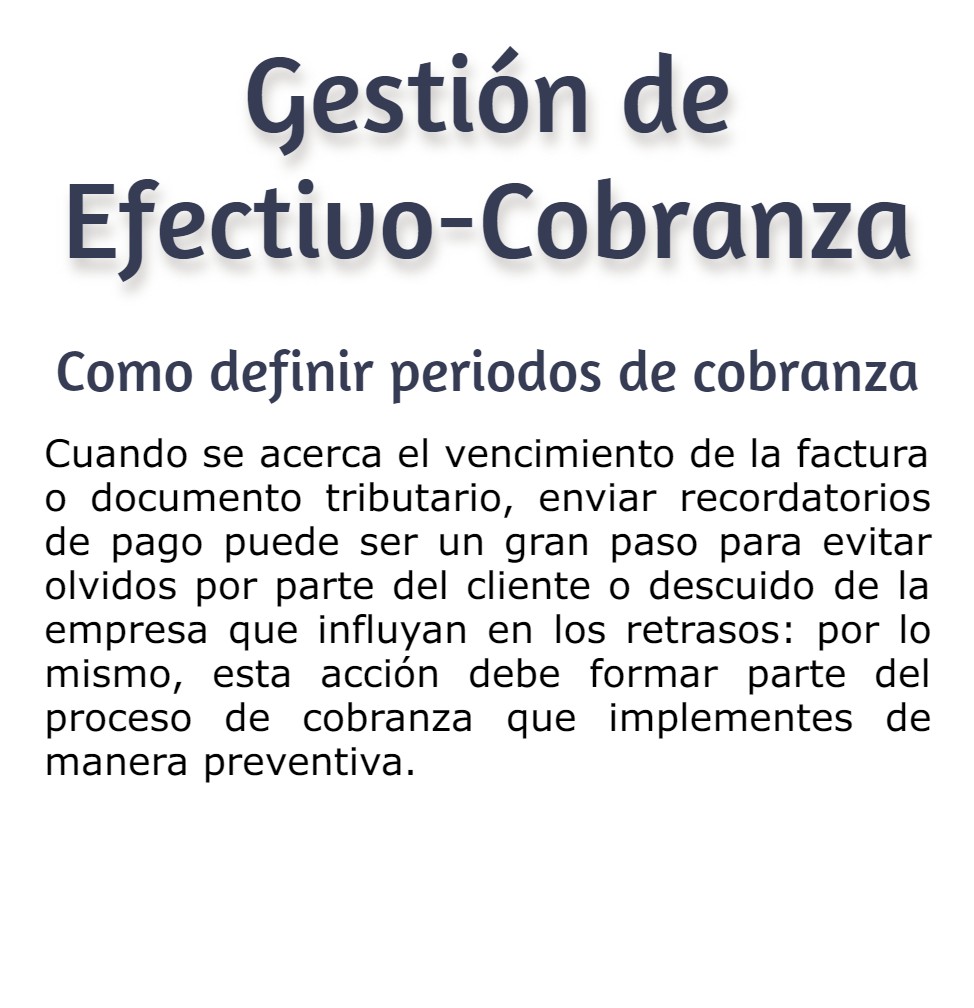 Gestión de
Efectivo-Cobranza
Como definir periodos de cobranza
Cuando se acerca el vencimiento de la factura
o documento tributario, enviar recordatorios
de pago puede ser un gran paso para evitar
olvidos por parte del cliente o descuido de la
empresa que influyan en los retrasos: por lo
mismo, esta acción debe formar parte del
proceso de cobranza que implementes de
manera preventiva.